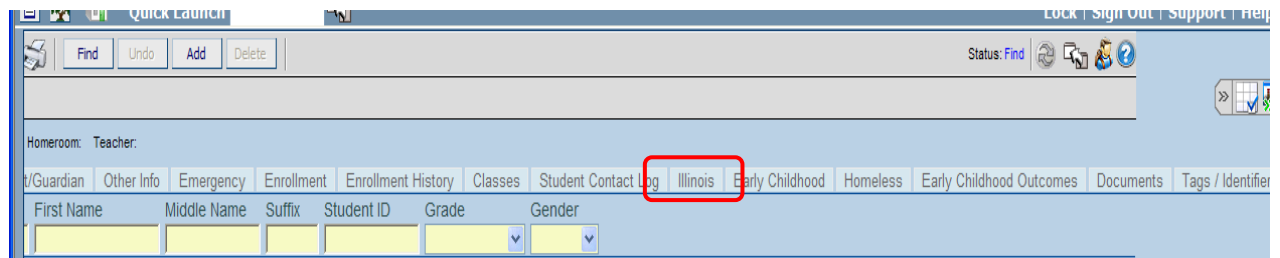 Quick Launch Lock | Sign Out | Support | Help
Find Undo Add Delete Status: Find
Homeroom: Teacher:
t/Guardian Other Info Emergency Enrollment Enrollment History Classes Student Contact Log Illinois Early Childhood Homeless Early Childhood Outcomes Documents Tags / Identifier
First Name Middle Name Suffix Student ID Grade Gender